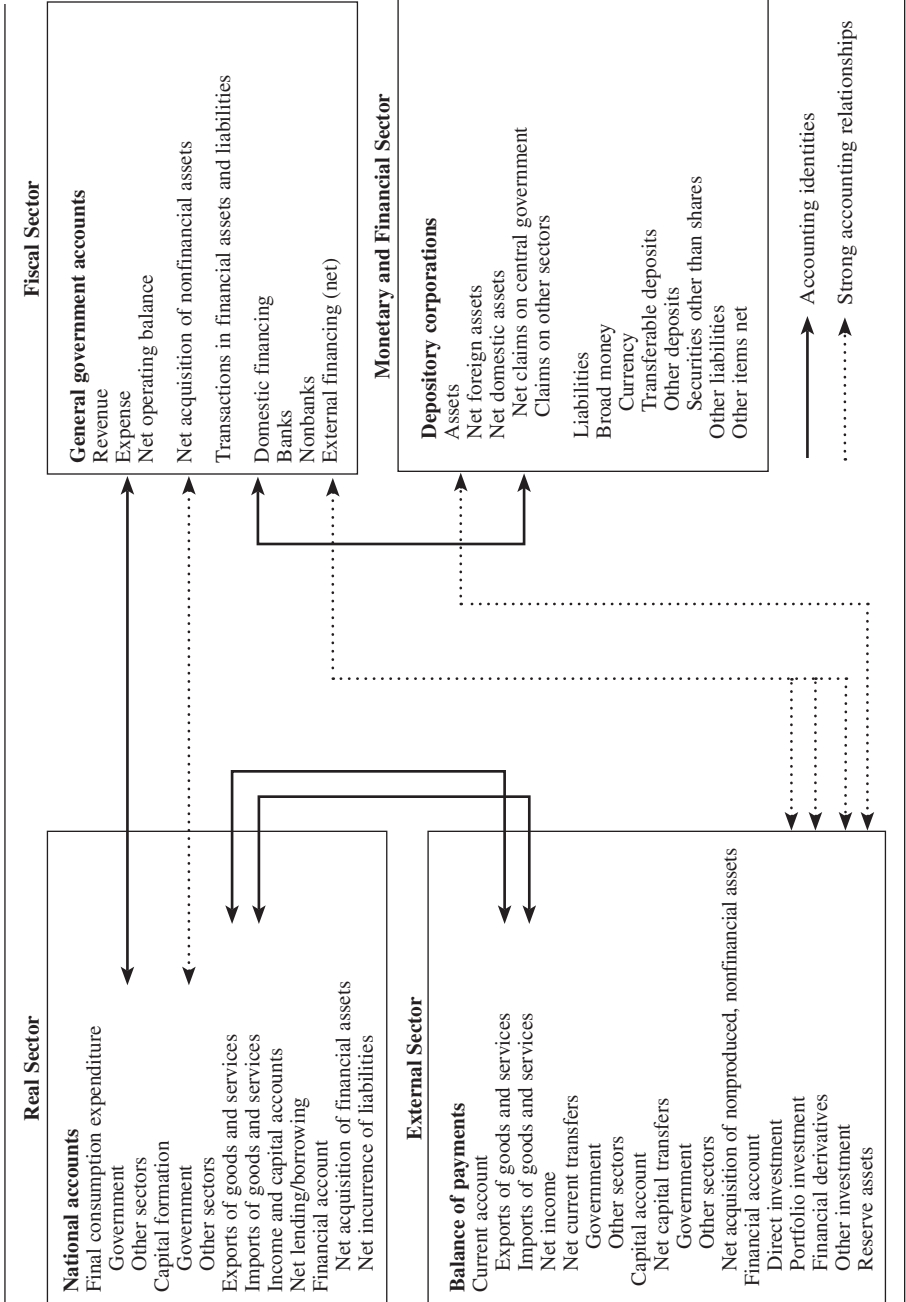 Real Sector
National accounts
Final consumption expenditure
Government
Other sectors
Capital formation
Government
Other sectors
Exports of goods and services
Imports of goods and services
Income and capital accounts
Net lending/borrowing
Financial account
Net acquisition of financial assets
Net incurrence of liabilities
Fiscal Sector
General government accounts
Revenue
Expense
Net operating balance
Net acquisition of nonfinancial assets
Transactions in financial assets and liabilities
Domestic financing
Banks
Nonbanks
External financing (net)
External Sector
Balance of payments
Current account
Exports of goods and services
Imports of goods and services
Net income
Net current transfers
Government
Other sectors
Capital account
Net capital transfers
Government
Other sectors
Net acquisition of nonproduced, nonfinancial assets
Financial account
Direct investment
Portfolio investment
Financial derivatives
Other investment
Reserve assets
Monetary and Financial Sector
Depository corporations
Assets
Net foreign assets
Net domestic assets
Net claims on central government
Claims on other sectors
Liabilities
Broad money
Currency
Transferable deposits
Other deposits
Securities other than shares
Other liabilities
Other items net
Accounting identities
Strong accounting relationships